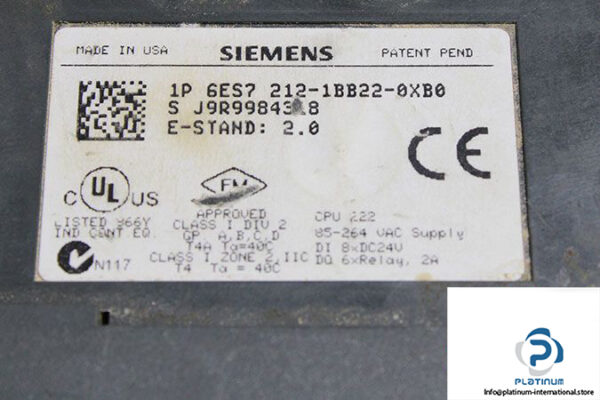 MADE IN USA
SIEMENS
PATENT PEND
1P 6ES7 212-1BB22-0XB0
S
E-STAND: 2.0
CE
C UL US
LISTED 966Y
IND CONT EQ.
N117
FM
APPROVED
CLASS I DIV 2
GP A,B,C,D
T4A Ta=40C
CLASS I ZONE 2,IIC
T4 Ta = 40C
CPU 222
85-264 VAC Supply
DI 8xDC24V
DQ 6xRelay, 2A
PLATINUM
www.platinum-international.store